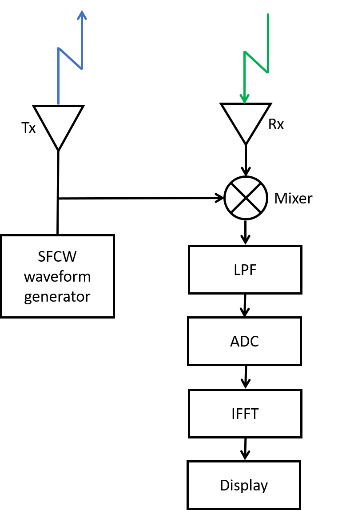 Tx
Rx
Mixer
SFCW
waveform
generator
LPF
ADC
IFFT
Display